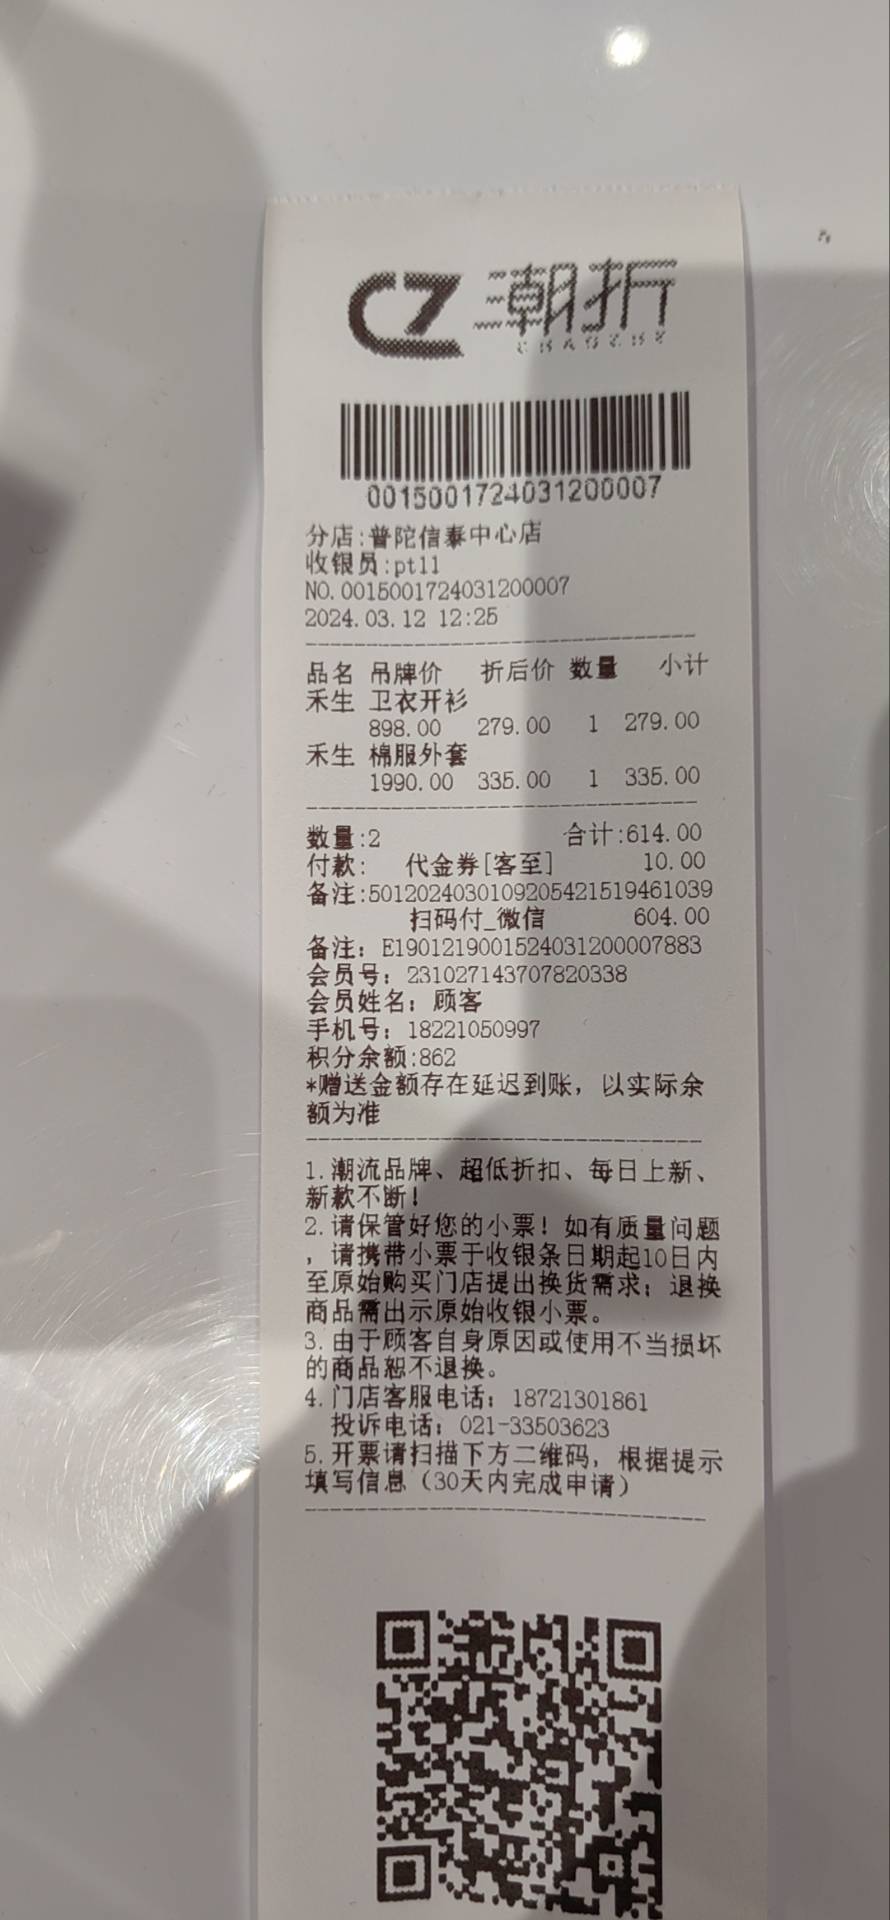 CZ 潮折
CHAOZHE
0015001724031200007
分店:普陀信泰中心店
收银员:pt11
NO.0015001724031200007
2024.03.12 12:25
品名 吊牌价 折后价 数量 小计
禾生 卫衣开衫
898.00 279.00 1 279.00
禾生 棉服外套
1990.00 335.00 1 335.00
数量:2 合计:614.00
付款: 代金券[客至] 10.00
备注:5012024030109205421519461039
扫码付_微信 604.00
备注: E1901219001524031200007883
会员号: 231027143707820338
会员姓名: 顾客
手机号: 18221050997
积分余额:862
*赠送金额存在延迟到账，以实际余
额为准
1.潮流品牌、超低折扣、每日上新、
新款不断!
2.请保管好您的小票! 如有质量问题
，请携带小票于收银条日期起10日内
至原始购买门店提出换货需求; 退换
商品需出示原始收银小票。
3.由于顾客自身原因或使用不当损坏
的商品恕不退换。
4.门店客服电话: 18721301861
投诉电话: 021-33503623
5.开票请扫描下方二维码，根据提示
填写信息（30天内完成申请）